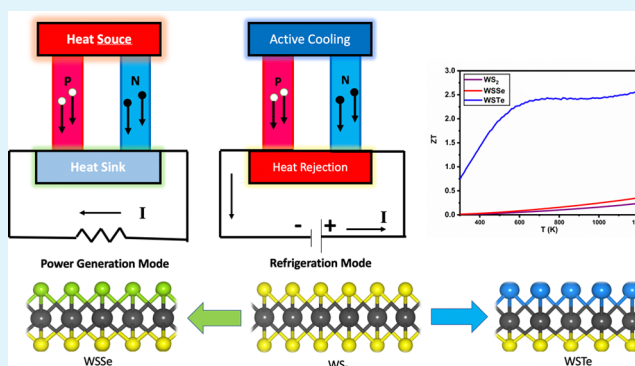 Heat Souce
P
N
Heat Sink
I
Power Generation Mode
Active Cooling
P
N
Heat Rejection
- +
I
Refrigeration Mode
ZT
3.0
2.5
2.0
1.5
1.0
0.5
0.0
WS₂
WSSe
WSTe
400 600 800 1000
T (K)
WSSe
WSTe